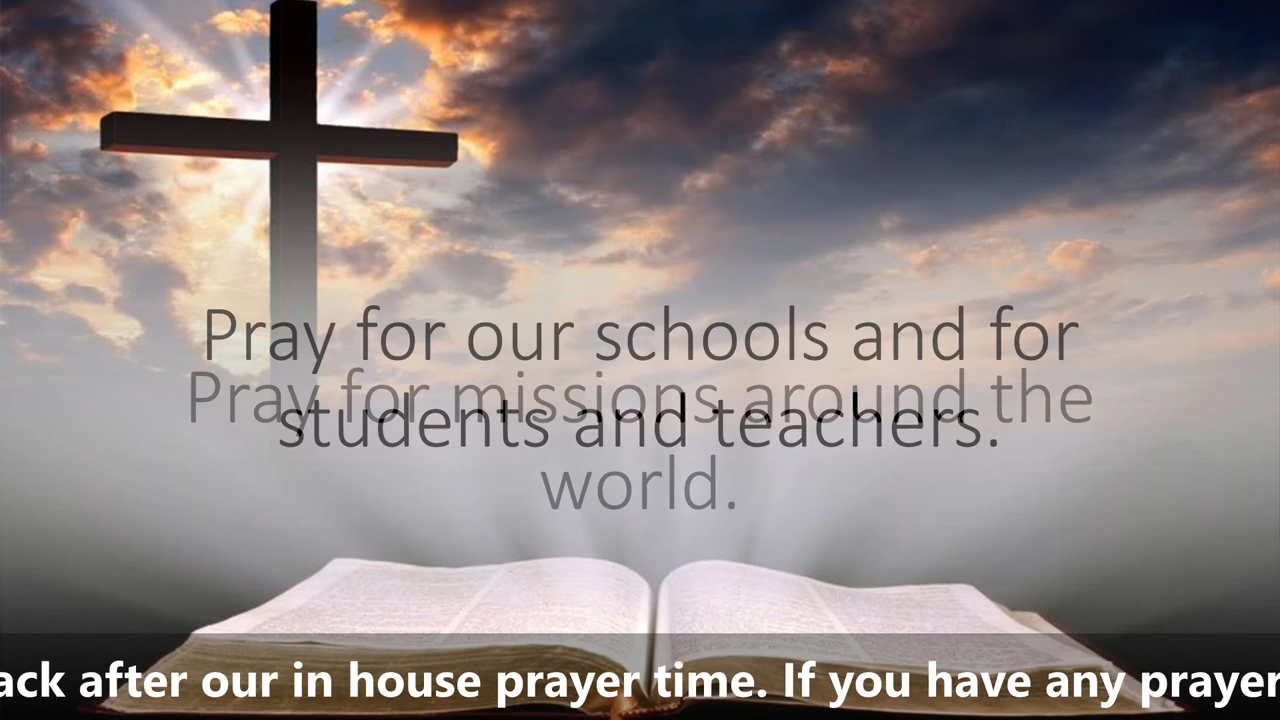 Pray for our schools and for
students and teachers.
Pray for missions around the
world.
after our in house prayer time. If you have any prayer